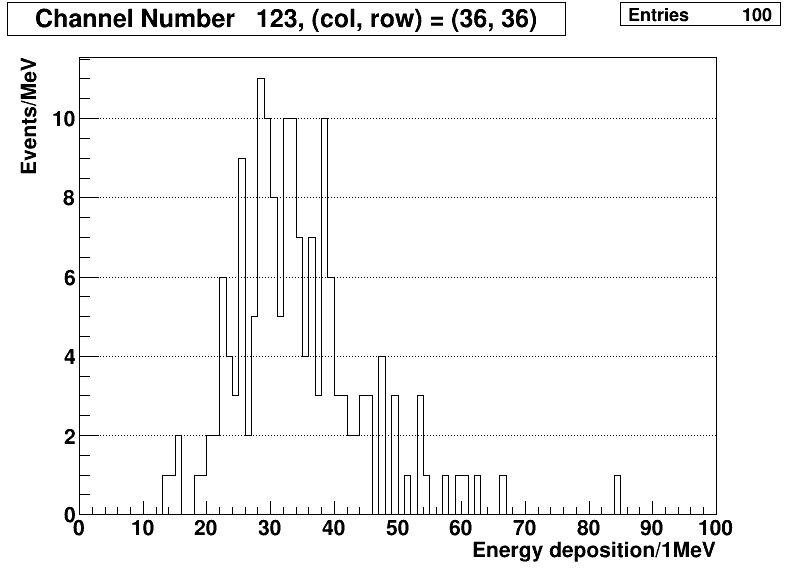 Channel Number 123, (col, row) = (36, 36)
Entries 100
Events/MeV
10
8
6
4
2
0
0 10 20 30 40 50 60 70 80 90 100
Energy deposition/1MeV